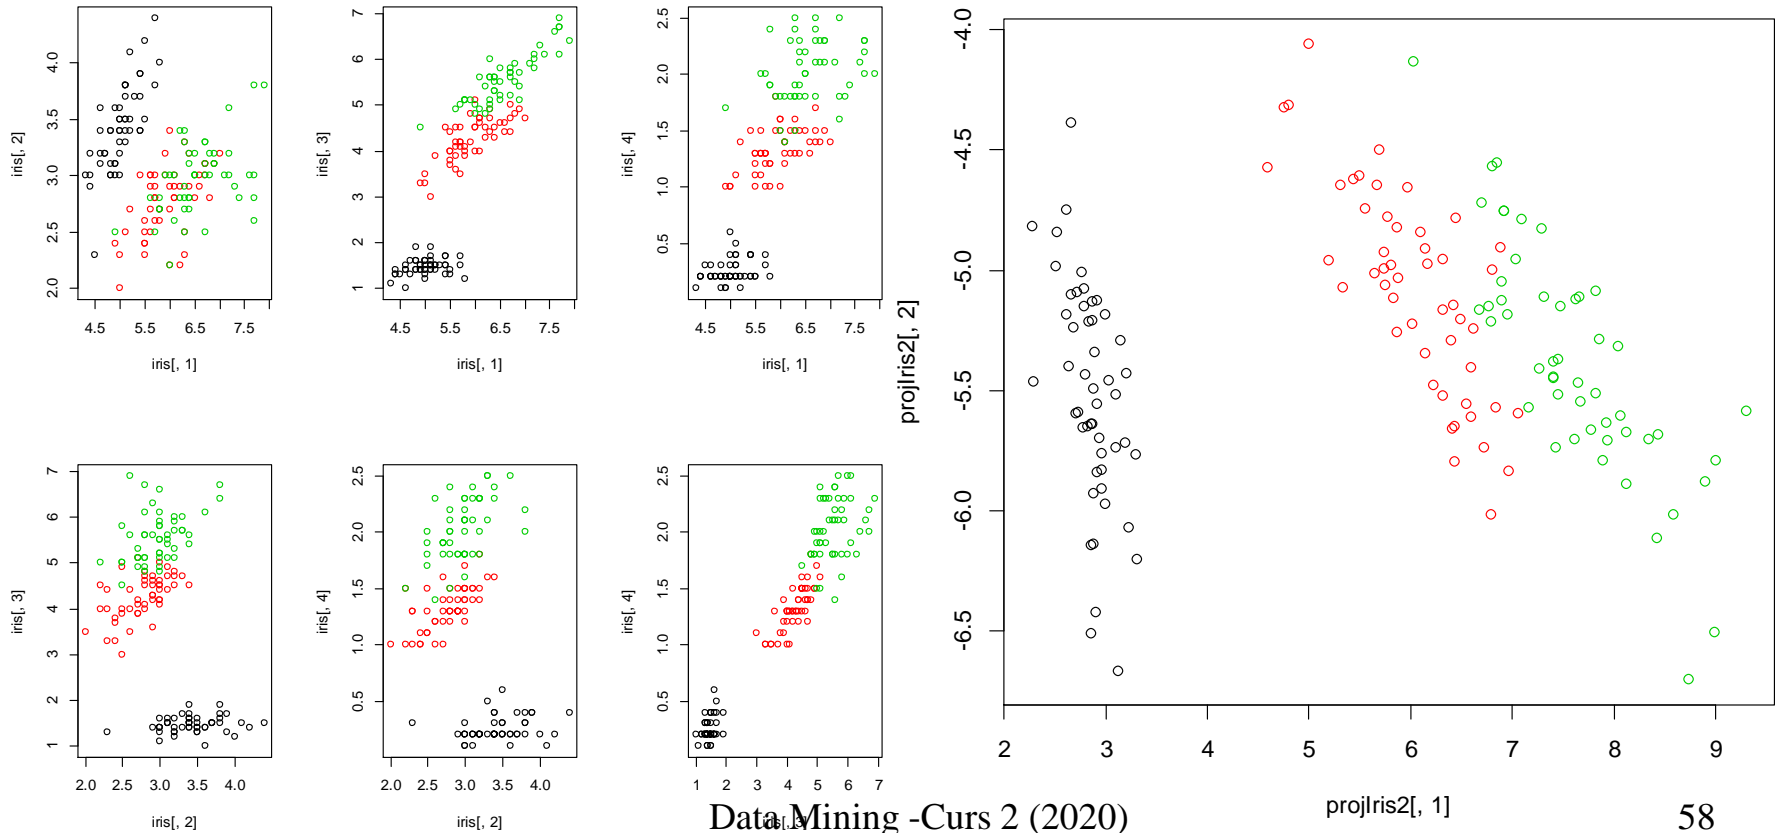 iris[, 2]
4.0
3.5
3.0
2.5
2.0
4.5 5.5 6.5 7.5
iris[, 1]
iris[, 3]
7
6
5
4
3
2
1
4.5 5.5 6.5 7.5
iris[, 1]
iris[, 4]
2.5
2.0
1.5
1.0
0.5
4.5 5.5 6.5 7.5
iris[, 1]
iris[, 3]
7
6
5
4
3
2
1
2.0 2.5 3.0 3.5 4.0
iris[, 2]
iris[, 4]
2.5
2.0
1.5
1.0
0.5
2.0 2.5 3.0 3.5 4.0
iris[, 2]
iris[, 4]
2.5
2.0
1.5
1.0
0.5
1 2 3 4 5 6 7
iris[, 3]
projIris2[, 2]
-4.0
-4.5
-5.0
-5.5
-6.0
-6.5
2 3 4 5 6 7 8 9
projIris2[, 1]
Data Mining -Curs 2 (2020)
58